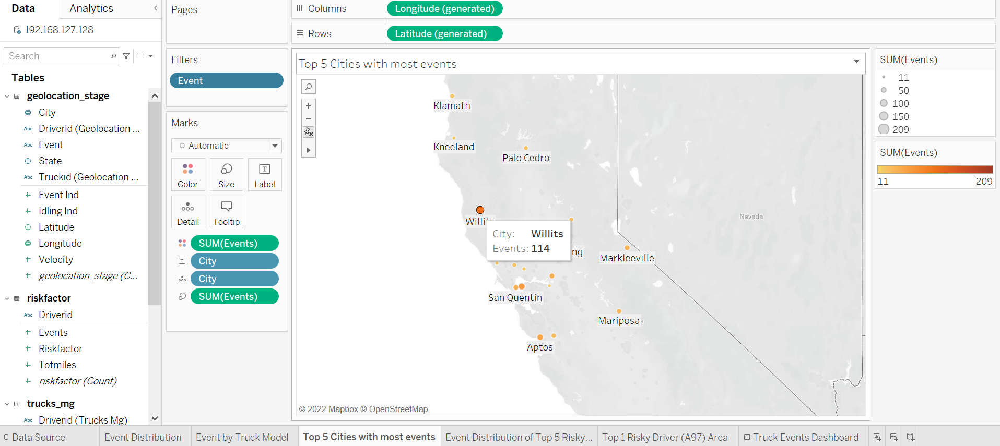 Data
Analytics
192.168.127.128
Search
Tables
geolocation_stage
City
Abc Driverid (Geolocation ...
Abc Event
State
Abc Truckid (Geolocation ...
# Event Ind
# Idling Ind
Latitude
Longitude
# Velocity
# geolocation_stage (C...
riskfactor
Abc Driverid
# Events
# Riskfactor
# Totmiles
# riskfactor (Count)
trucks_mg
Abc Driverid (Trucks Mg)
Pages
Filters
Event
Marks
Automatic
Color
Size
T
Label
Detail
Tooltip
SUM(Events)
T City
City
SUM(Events)
Columns
Longitude (generated)
Rows
Latitude (generated)
Top 5 Cities with most events
Klamath
Kneeland
Palo Cedro
Willits
City: Willits
Events: 114
ng
Nevada
Markleeville
San Quentin
Mariposa
Aptos
© 2022 Mapbox © OpenStreetMap
SUM(Events)
11
50
100
150
209
SUM(Events)
11
209
Data Source
Event Distribution
Event by Truck Model
Top 5 Cities with most events
Event Distribution of Top 5 Risky...
Top 1 Risky Driver (A97) Area
Truck Events Dashboard